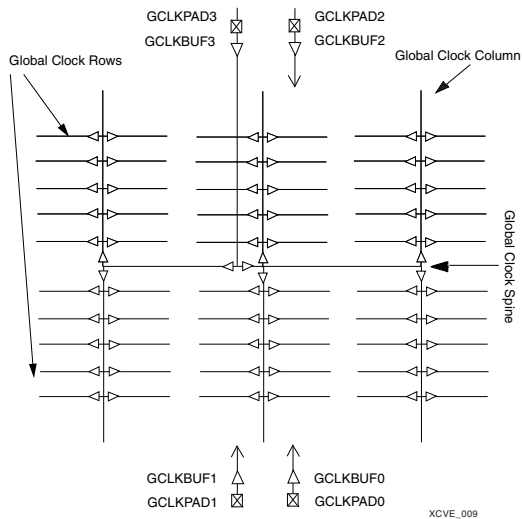 GCLKPAD3
GCLKPAD2
GCLKBUF3
GCLKBUF2
Global Clock Rows
Global Clock Column
Global Clock Spine
GCLKBUF1
GCLKBUF0
GCLKPAD1
GCLKPAD0
XCVE_009